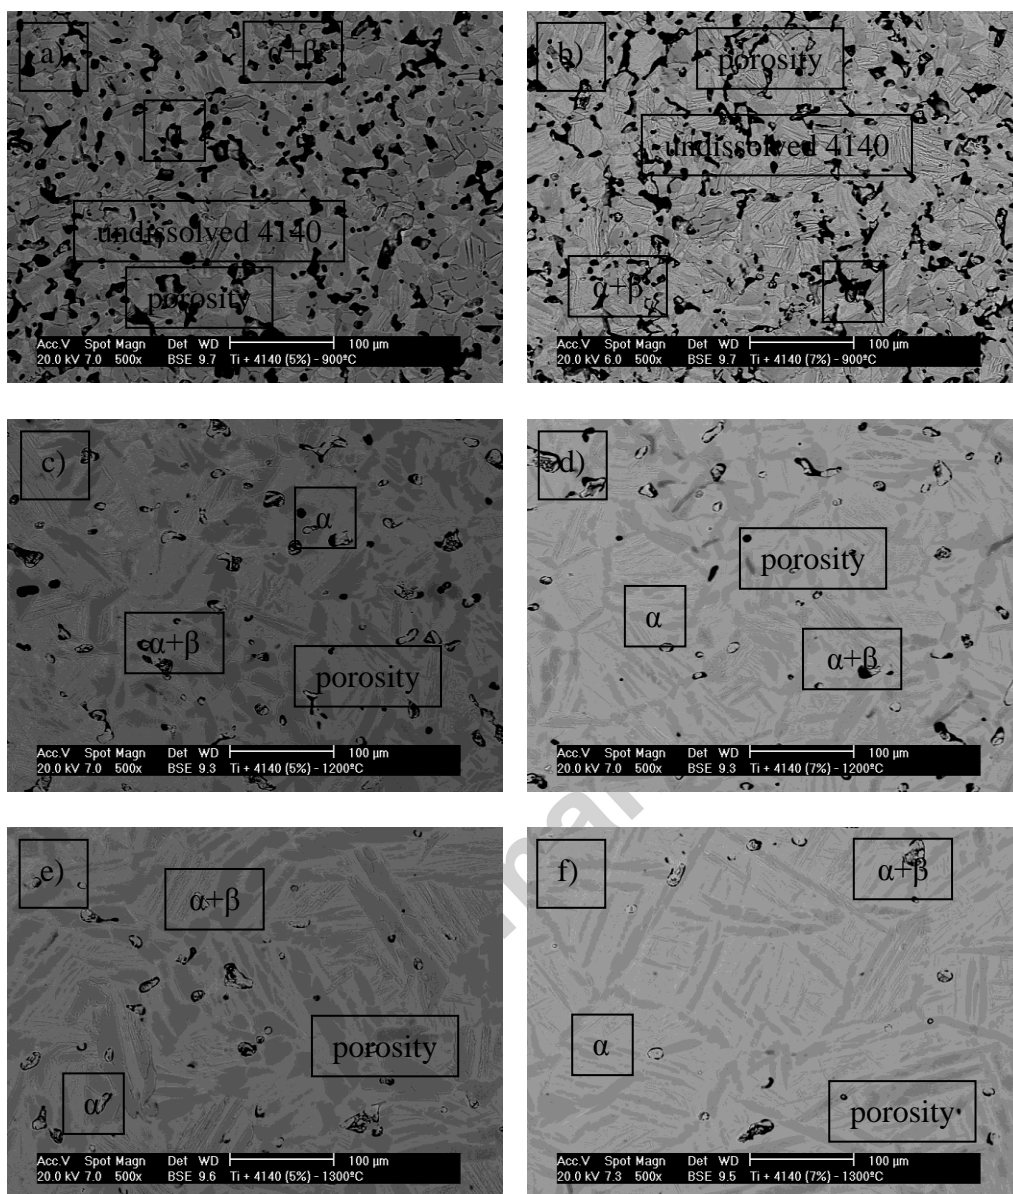 a)
α+β
α
undissolved 4140
porosity
Acc.V Spot Magn Det WD 100 µm
20.0 kV 7.0 500x BSE 9.7 Ti + 4140 (5%) - 900ºC
b)
porosity
undissolved 4140
α+β
α
Acc.V Spot Magn Det WD 100 µm
20.0 kV 6.0 500x BSE 9.7 Ti + 4140 (7%) - 900ºC
c)
α
α+β
porosity
Acc.V Spot Magn Det WD 100 µm
20.0 kV 7.0 500x BSE 9.3 Ti + 4140 (5%) - 1200ºC
d)
porosity
α
α+β
Acc.V Spot Magn Det WD 100 µm
20.0 kV 7.0 500x BSE 9.3 Ti + 4140 (7%) - 1200ºC
e)
α+β
porosity
α
Acc.V Spot Magn Det WD 100 µm
20.0 kV 7.0 500x BSE 9.6 Ti + 4140 (5%) - 1300ºC
f)
α+β
α
porosity
Acc.V Spot Magn Det WD 100 µm
20.0 kV 7.3 500x BSE 9.5 Ti + 4140 (7%) - 1300ºC